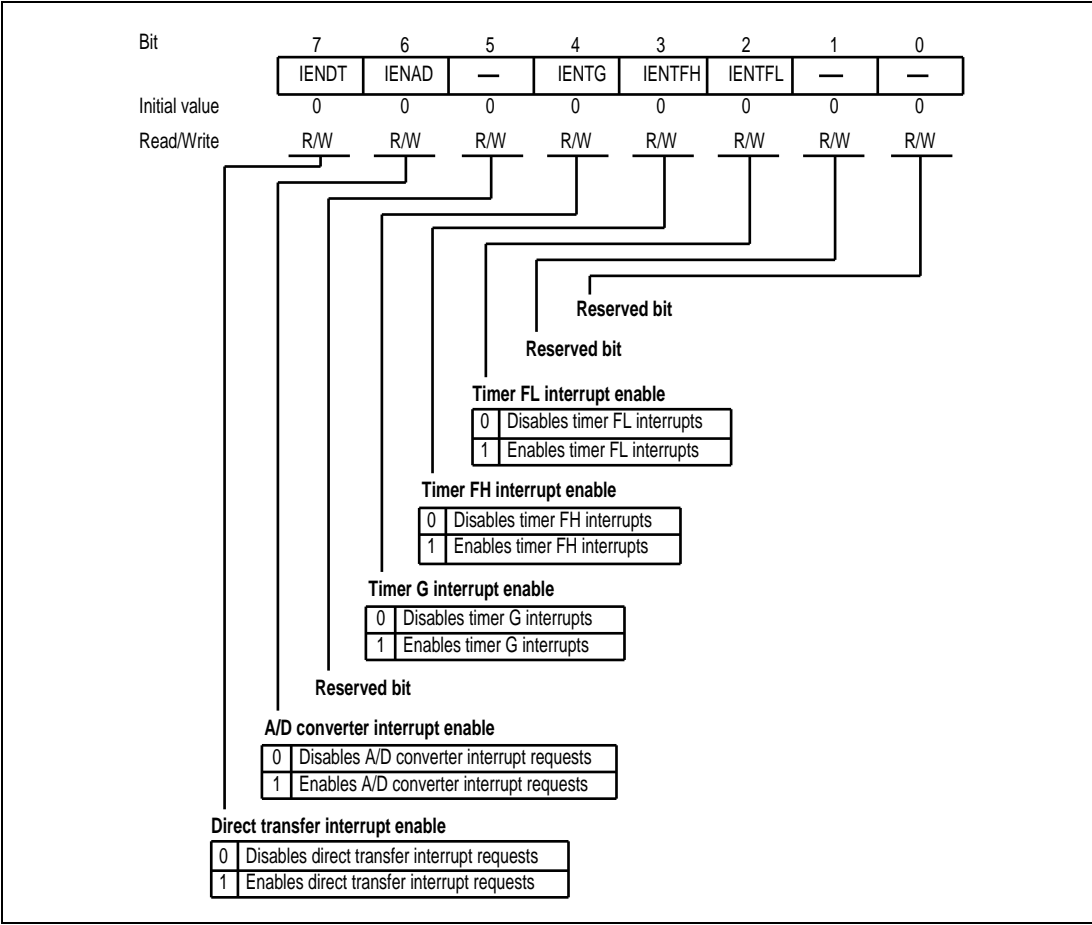 Bit 7 6 5 4 3 2 1 0
IENDT IENAD — IENTG IENTFH IENTFL — —
Initial value 0 0 0 0 0 0 0 0
Read/Write R/W R/W R/W R/W R/W R/W R/W R/W
Reserved bit
Reserved bit
Timer FL interrupt enable
0 Disables timer FL interrupts
1 Enables timer FL interrupts
Timer FH interrupt enable
0 Disables timer FH interrupts
1 Enables timer FH interrupts
Timer G interrupt enable
0 Disables timer G interrupts
1 Enables timer G interrupts
Reserved bit
A/D converter interrupt enable
0 Disables A/D converter interrupt requests
1 Enables A/D converter interrupt requests
Direct transfer interrupt enable
0 Disables direct transfer interrupt requests
1 Enables direct transfer interrupt requests